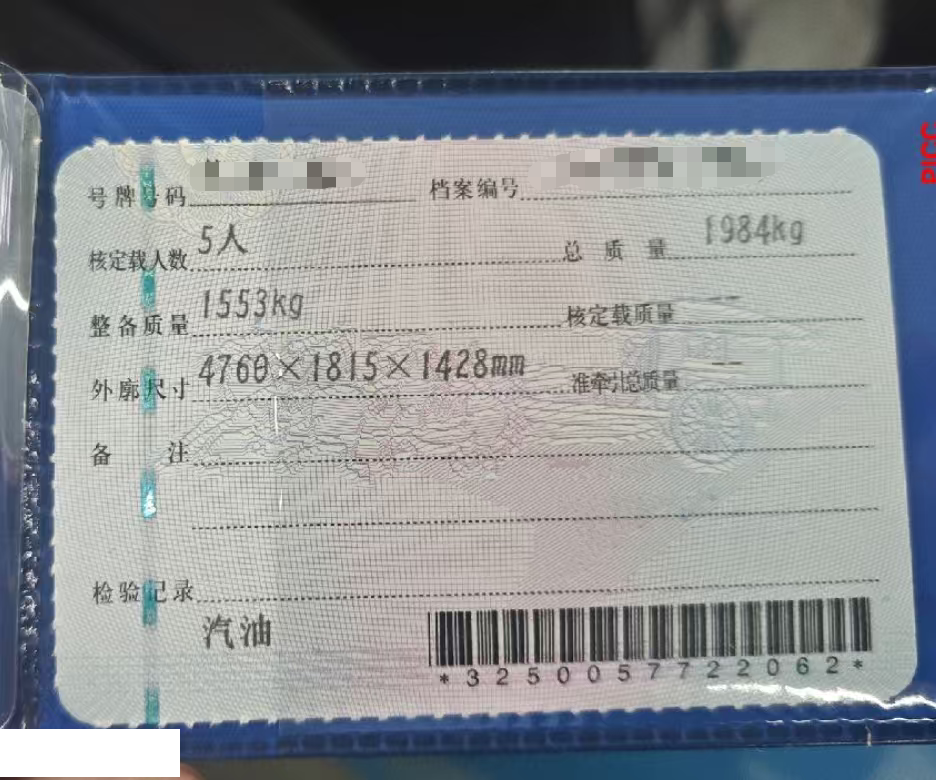 号牌号码 档案编号
核定载人数 5人 总质量 1984kg
整备质量 1553kg 核定载质量 --
外廓尺寸 4760×1815×1428mm 准牵引总质量 --
备注
检验记录
汽油
*3250057722062*
PICC